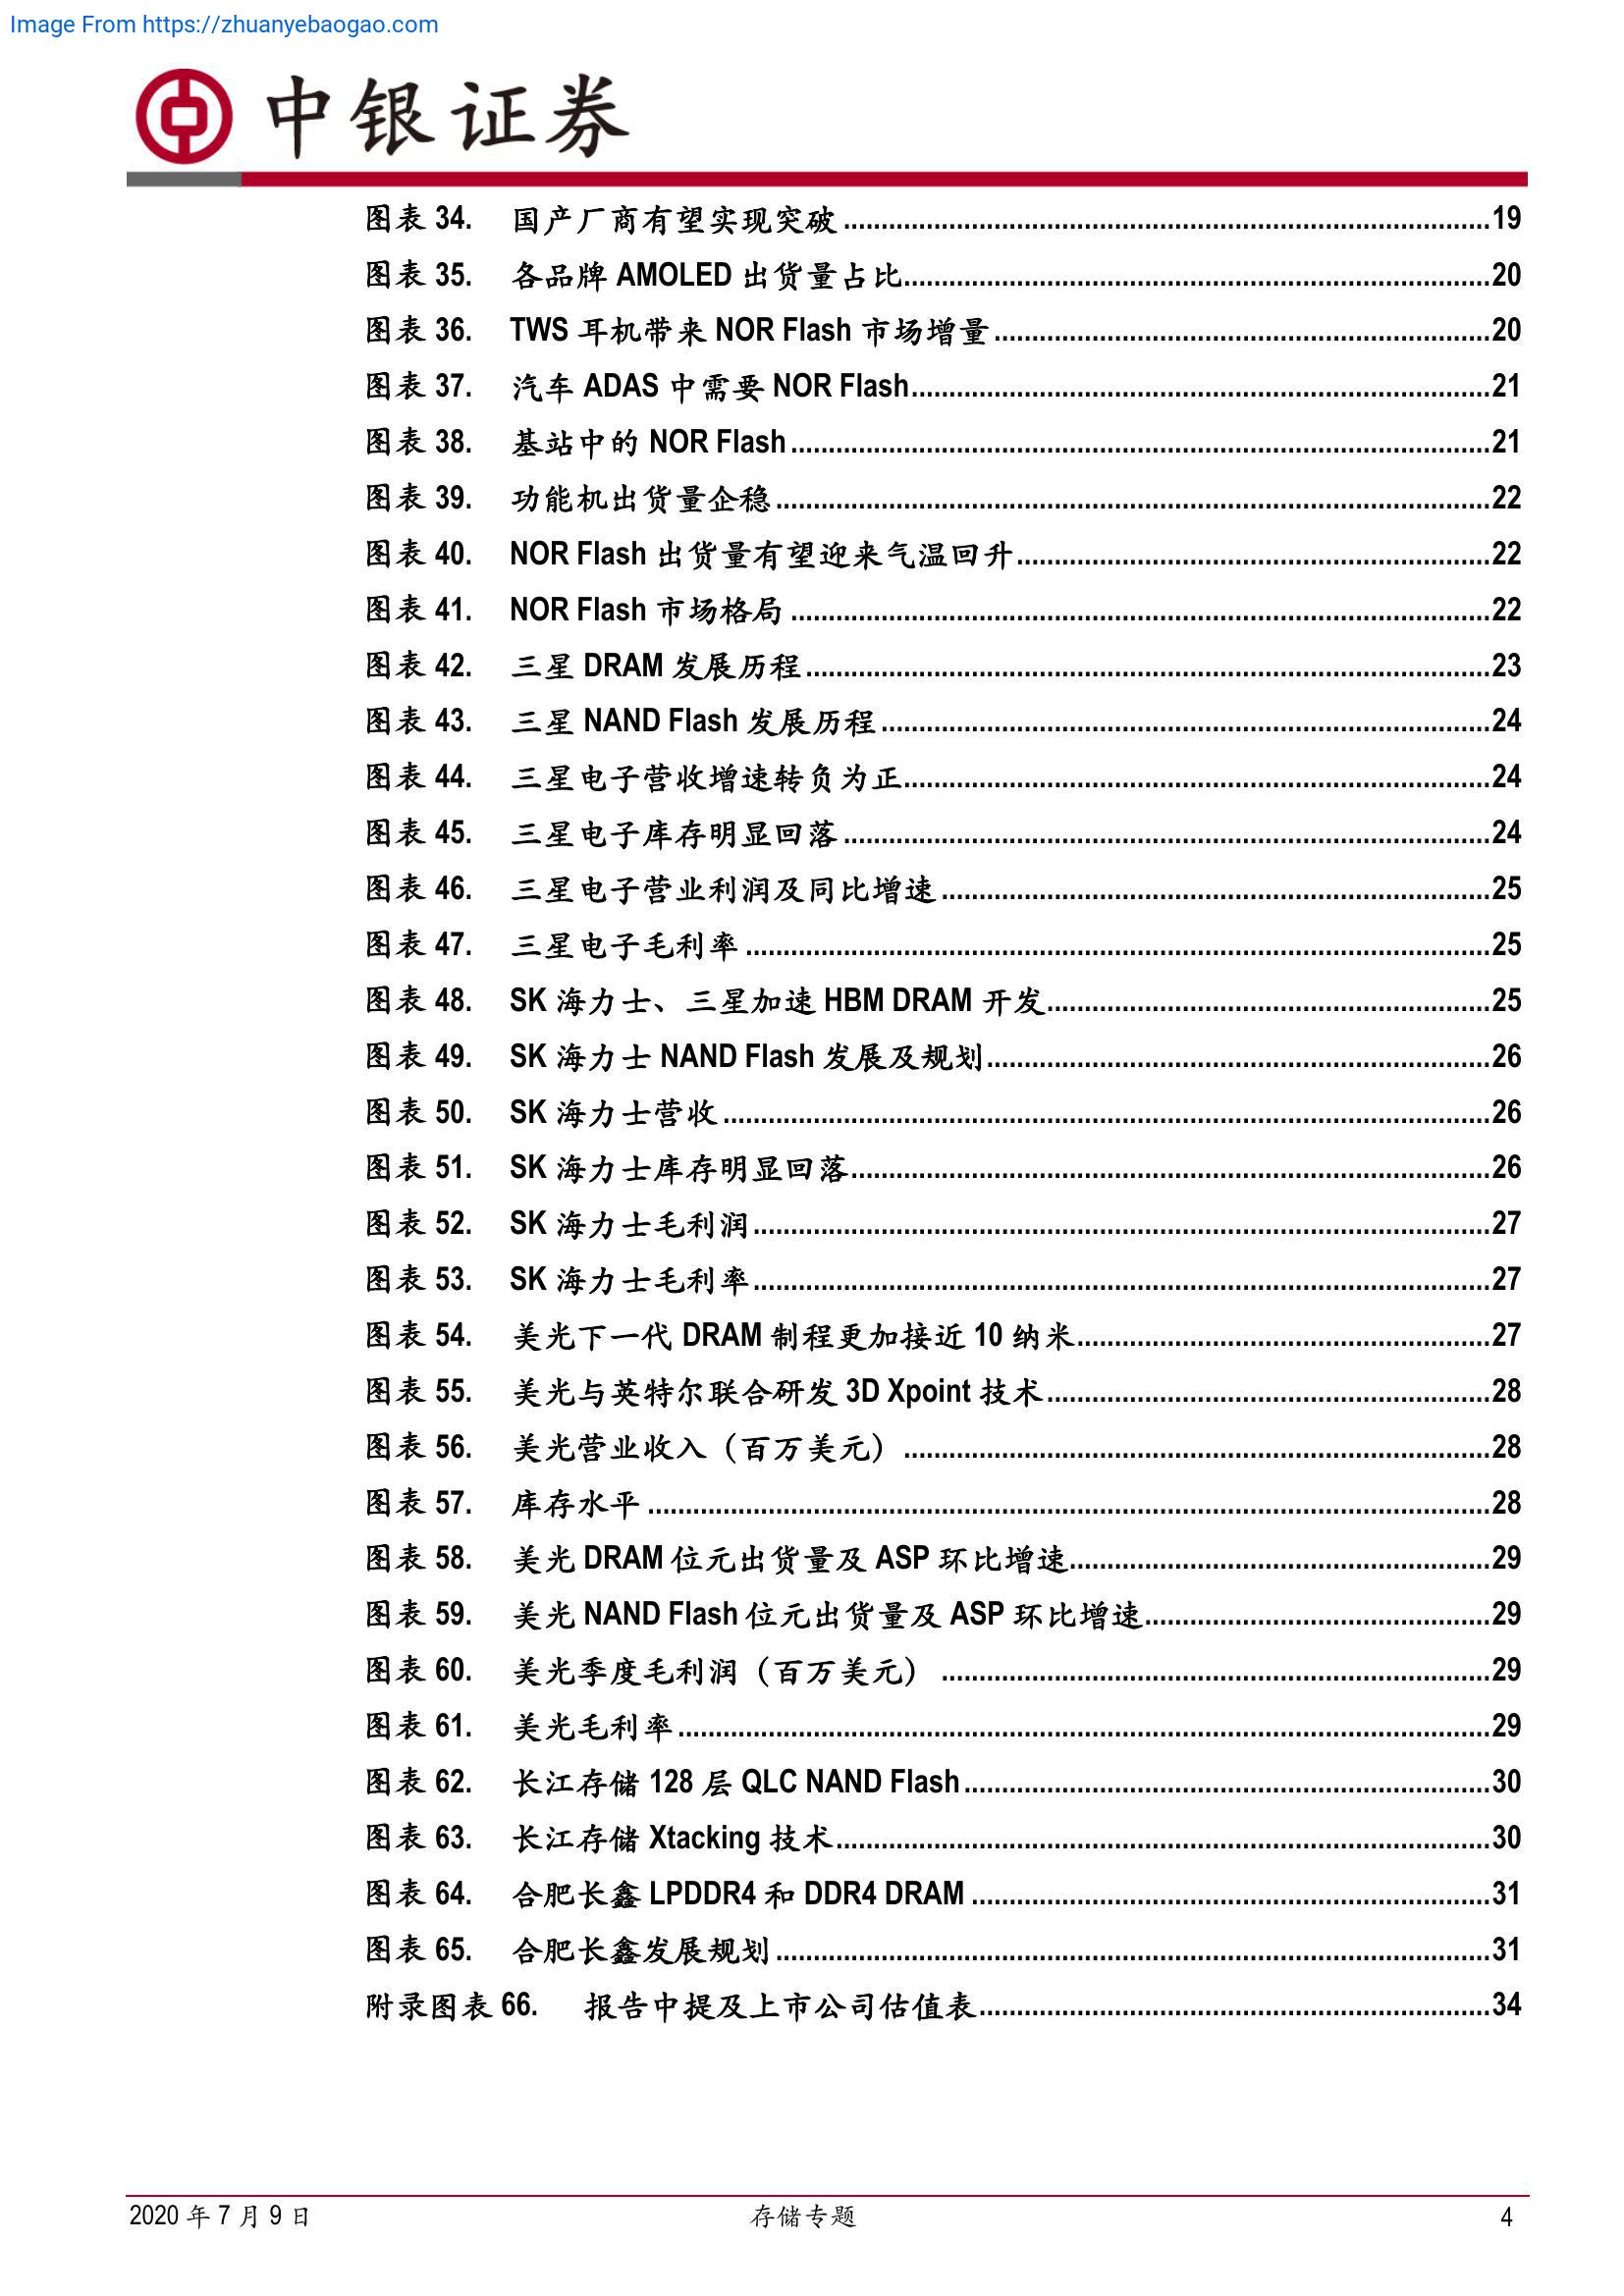 Image From https://zhuanyebaogao.com
中银证券
图表 34. 国产厂商有望实现突破 ........ 19
图表 35. 各品牌 AMOLED 出货量占比 ........ 20
图表 36. TWS 耳机带来 NOR Flash 市场增量 ........ 20
图表 37. 汽车 ADAS 中需要 NOR Flash ........ 21
图表 38. 基站中的 NOR Flash ........ 21
图表 39. 功能机出货量企稳 ........ 22
图表 40. NOR Flash 出货量有望迎来气温回升 ........ 22
图表 41. NOR Flash 市场格局 ........ 22
图表 42. 三星 DRAM 发展历程 ........ 23
图表 43. 三星 NAND Flash 发展历程 ........ 24
图表 44. 三星电子营收增速转负为正 ........ 24
图表 45. 三星电子库存明显回落 ........ 24
图表 46. 三星电子营业利润及同比增速 ........ 25
图表 47. 三星电子毛利率 ........ 25
图表 48. SK 海力士、三星加速 HBM DRAM 开发 ........ 25
图表 49. SK 海力士 NAND Flash 发展及规划 ........ 26
图表 50. SK 海力士营收 ........ 26
图表 51. SK 海力士库存明显回落 ........ 26
图表 52. SK 海力士毛利润 ........ 27
图表 53. SK 海力士毛利率 ........ 27
图表 54. 美光下一代 DRAM 制程更加接近 10 纳米 ........ 27
图表 55. 美光与英特尔联合研发 3D Xpoint 技术 ........ 28
图表 56. 美光营业收入（百万美元） ........ 28
图表 57. 库存水平 ........ 28
图表 58. 美光 DRAM 位元出货量及 ASP 环比增速 ........ 29
图表 59. 美光 NAND Flash 位元出货量及 ASP 环比增速 ........ 29
图表 60. 美光季度毛利润（百万美元） ........ 29
图表 61. 美光毛利率 ........ 29
图表 62. 长江存储 128 层 QLC NAND Flash ........ 30
图表 63. 长江存储 Xtacking 技术 ........ 30
图表 64. 合肥长鑫 LPDDR4 和 DDR4 DRAM ........ 31
图表 65. 合肥长鑫发展规划 ........ 31
附录图表 66. 报告中提及上市公司估值表 ........ 34
2020 年 7 月 9 日 存储专题 4